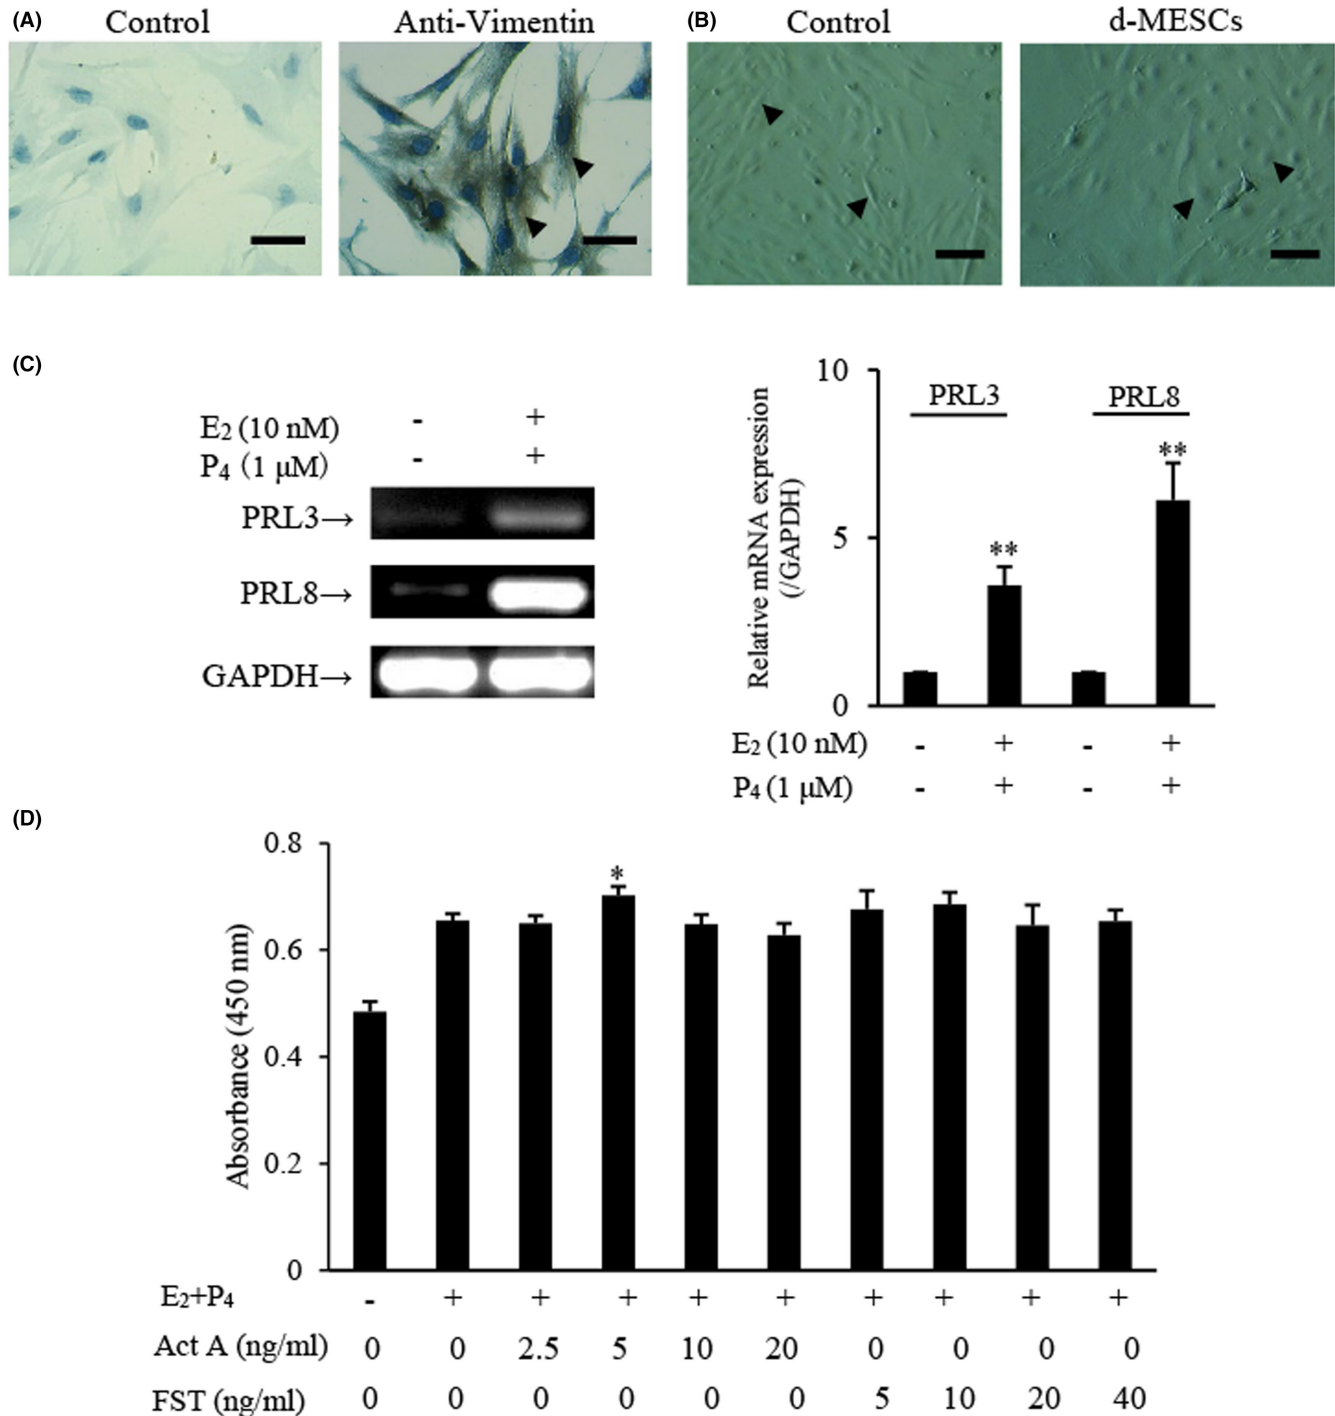 (A) Control Anti-Vimentin
(B) Control d-MESCs
(C)
E₂ (10 nM) - +
P₄ (1 μM) - +
PRL3→
PRL8→
GAPDH→
Relative mRNA expression
(/GAPDH)
10
5
0
PRL3 PRL8
** **
E₂ (10 nM) - + - +
P₄ (1 μM) - + - +
(D)
Absorbance (450 nm)
0.8
0.6
0.4
0.2
0
*
E₂+P₄ - + + + + + + + + +
Act A (ng/ml) 0 0 2.5 5 10 20 0 0 0 0
FST (ng/ml) 0 0 0 0 0 0 5 10 20 40